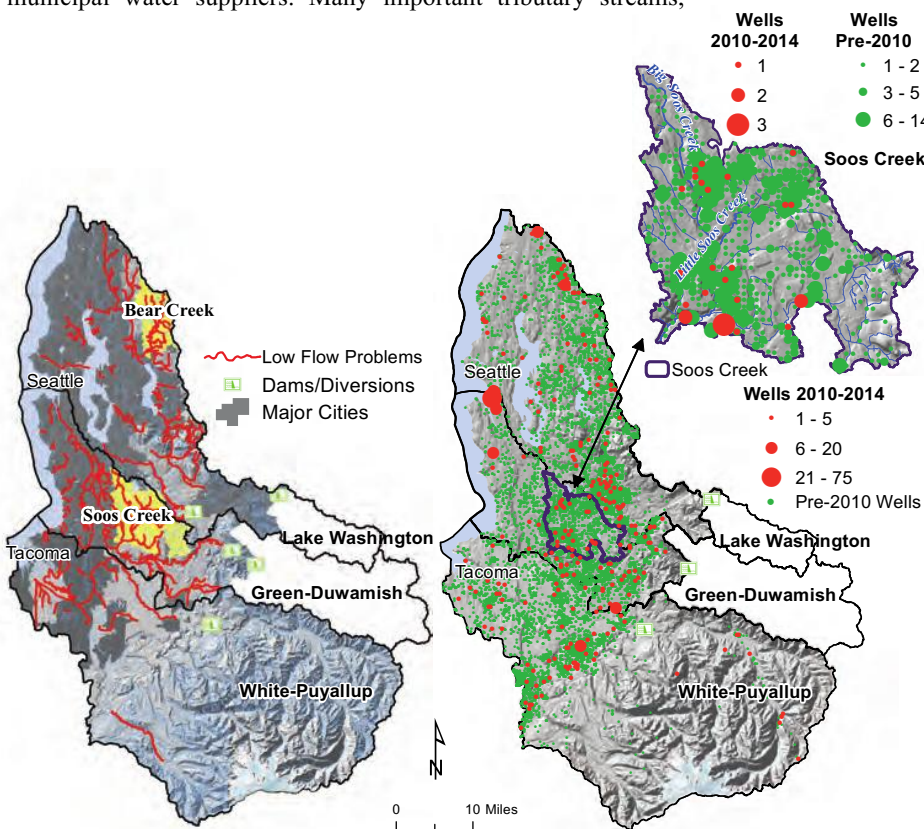 municipal water suppliers. Many important tributary streams,
Wells
2010-2014
1
2
3
Wells
Pre-2010
1 - 2
3 - 5
6 - 14
Soos Creek
Big Soos Creek
Little Soos Creek
Soos Creek
Wells 2010-2014
1 - 5
6 - 20
21 - 75
Pre-2010 Wells
Bear Creek
Low Flow Problems
Dams/Diversions
Major Cities
Seattle
Soos Creek
Tacoma
Lake Washington
Green-Duwamish
White-Puyallup
Seattle
Tacoma
Lake Washington
Green-Duwamish
White-Puyallup
N
0 10 Miles